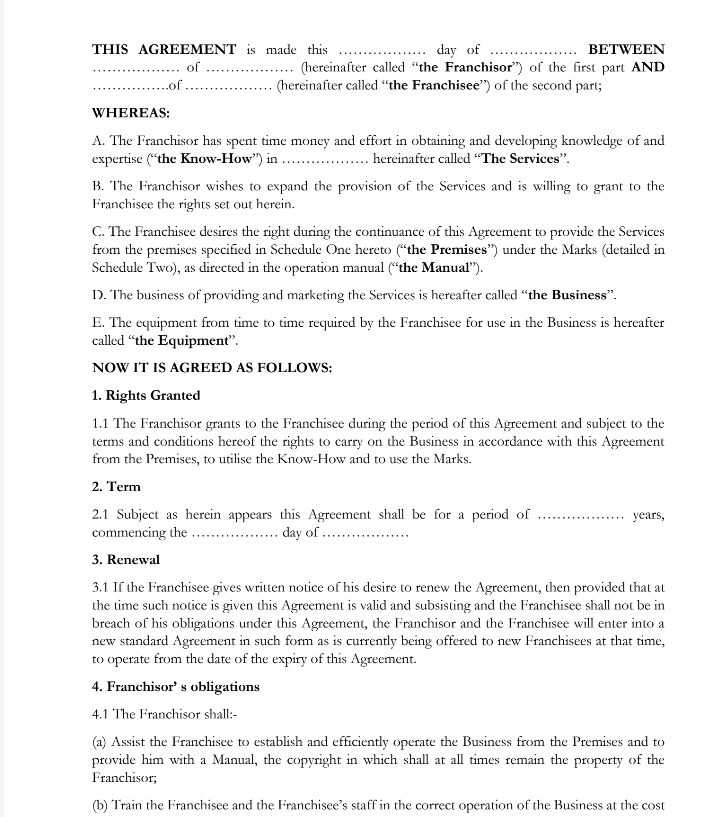 THIS AGREEMENT is made this ……………… day of ……………… BETWEEN
……………… of ……………… (hereinafter called “the Franchisor”) of the first part AND
…………….of ……………… (hereinafter called “the Franchisee”) of the second part;
WHEREAS:
A. The Franchisor has spent time money and effort in obtaining and developing knowledge of and
expertise (“the Know-How”) in ……………… hereinafter called “The Services”.
B. The Franchisor wishes to expand the provision of the Services and is willing to grant to the
Franchisee the rights set out herein.
C. The Franchisee desires the right during the continuance of this Agreement to provide the Services
from the premises specified in Schedule One hereto (“the Premises”) under the Marks (detailed in
Schedule Two), as directed in the operation manual (“the Manual”).
D. The business of providing and marketing the Services is hereafter called “the Business”.
E. The equipment from time to time required by the Franchisee for use in the Business is hereafter
called “the Equipment”.
NOW IT IS AGREED AS FOLLOWS:
1. Rights Granted
1.1 The Franchisor grants to the Franchisee during the period of this Agreement and subject to the
terms and conditions hereof the rights to carry on the Business in accordance with this Agreement
from the Premises, to utilise the Know-How and to use the Marks.
2. Term
2.1 Subject as herein appears this Agreement shall be for a period of ……………… years,
commencing the ……………… day of ………………
3. Renewal
3.1 If the Franchisee gives written notice of his desire to renew the Agreement, then provided that at
the time such notice is given this Agreement is valid and subsisting and the Franchisee shall not be in
breach of his obligations under this Agreement, the Franchisor and the Franchisee will enter into a
new standard Agreement in such form as is currently being offered to new Franchisees at that time,
to operate from the date of the expiry of this Agreement.
4. Franchisor’ s obligations
4.1 The Franchisor shall:-
(a) Assist the Franchisee to establish and efficiently operate the Business from the Premises and to
provide him with a Manual, the copyright in which shall at all times remain the property of the
Franchisor;
(b) Train the Franchisee and the Franchisee’s staff in the correct operation of the Business at the cost